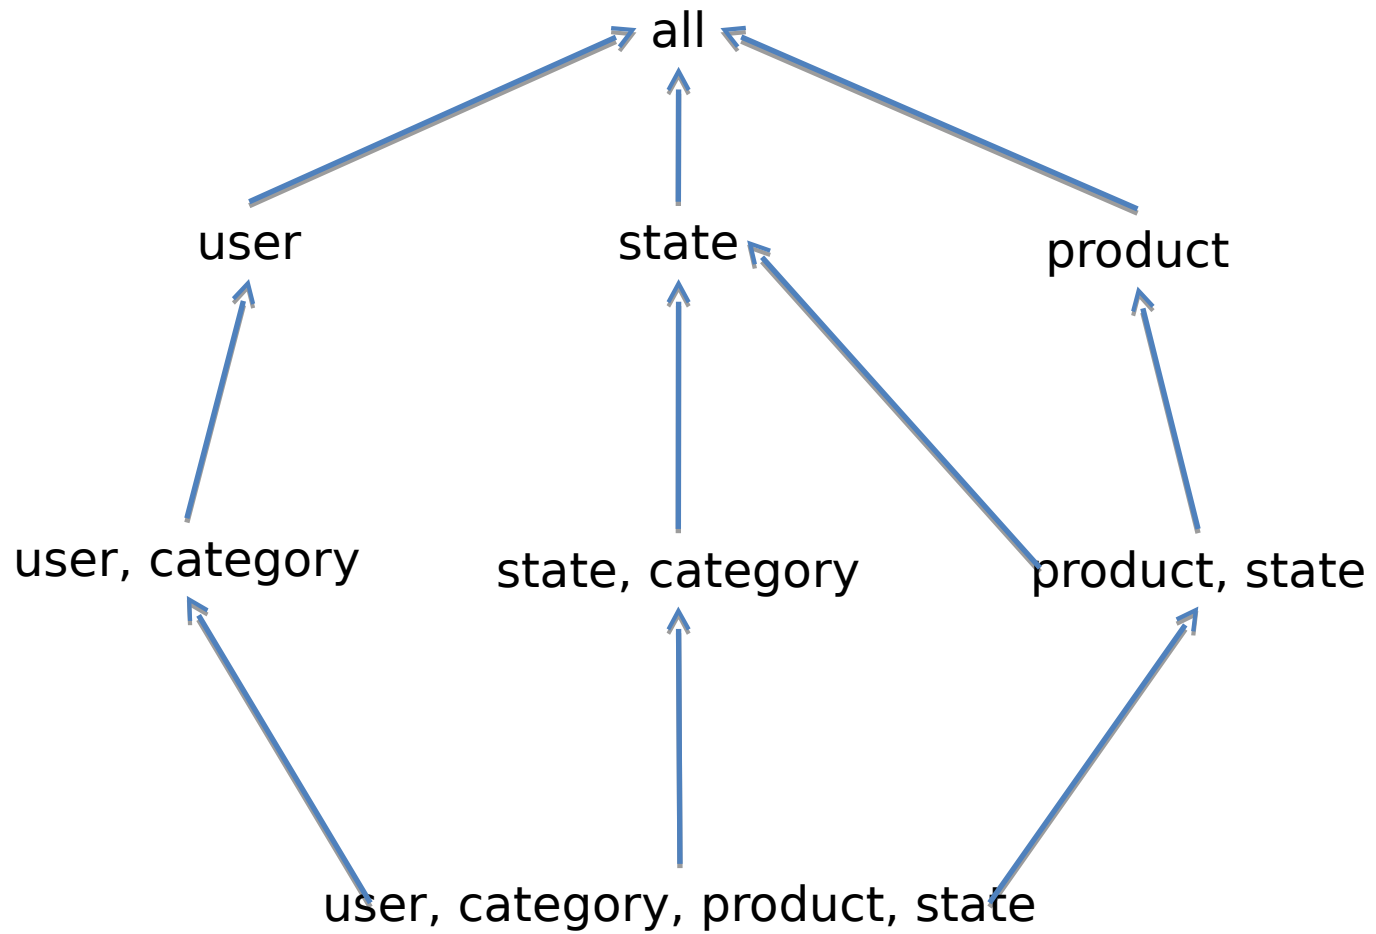 all
user
state
product
user, category
state, category
product, state
user, category, product, state